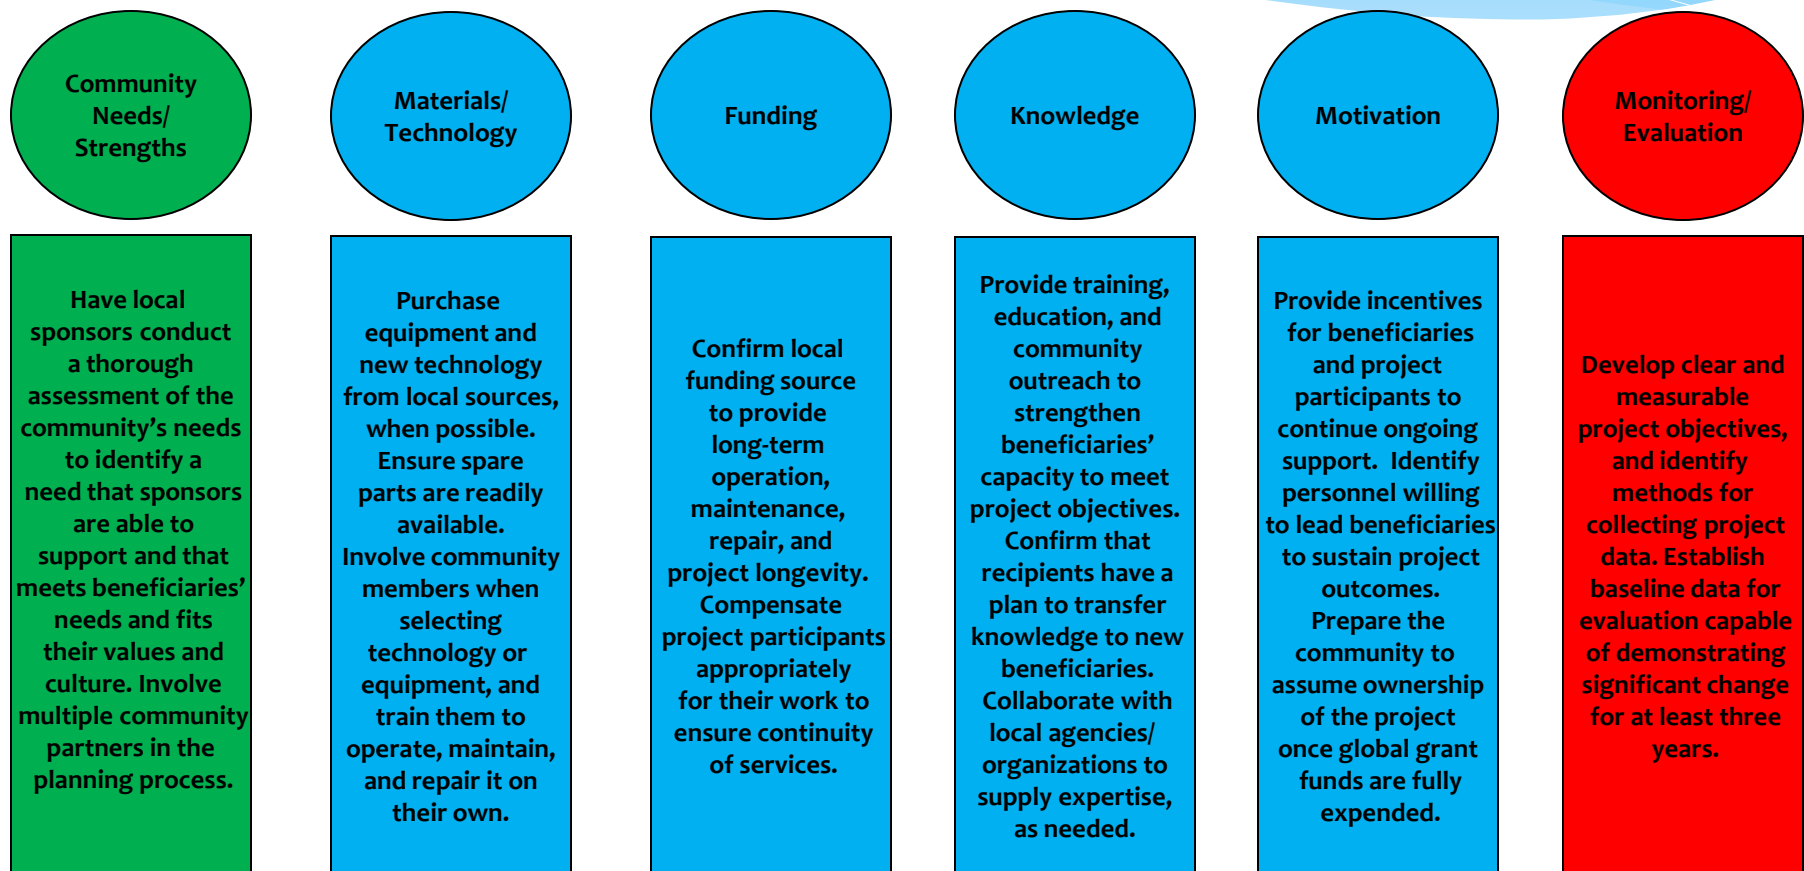 Community
Needs/
Strengths
Have local
sponsors conduct
a thorough
assessment of the
community’s needs
to identify a
need that sponsors
are able to
support and that
meets beneficiaries’
needs and fits
their values and
culture. Involve
multiple community
partners in the
planning process.
Materials/
Technology
Purchase
equipment and
new technology
from local sources,
when possible.
Ensure spare
parts are readily
available.
Involve community
members when
selecting
technology or
equipment, and
train them to
operate, maintain,
and repair it on
their own.
Funding
Confirm local
funding source
to provide
long-term
operation,
maintenance,
repair, and
project longevity.
Compensate
project participants
appropriately
for their work to
ensure continuity
of services.
Knowledge
Provide training,
education, and
community
outreach to
strengthen
beneficiaries’
capacity to meet
project objectives.
Confirm that
recipients have a
plan to transfer
knowledge to new
beneficiaries.
Collaborate with
local agencies/
organizations to
supply expertise,
as needed.
Motivation
Provide incentives
for beneficiaries
and project
participants to
continue ongoing
support.  Identify
personnel willing
to lead beneficiaries
to sustain project
outcomes.
Prepare the
community to
assume ownership
of the project
once global grant
funds are fully
expended.
Monitoring/
Evaluation
Develop clear and
measurable
project objectives,
and identify
methods for
collecting project
data. Establish
baseline data for
evaluation capable
of demonstrating
significant change
for at least three
years.